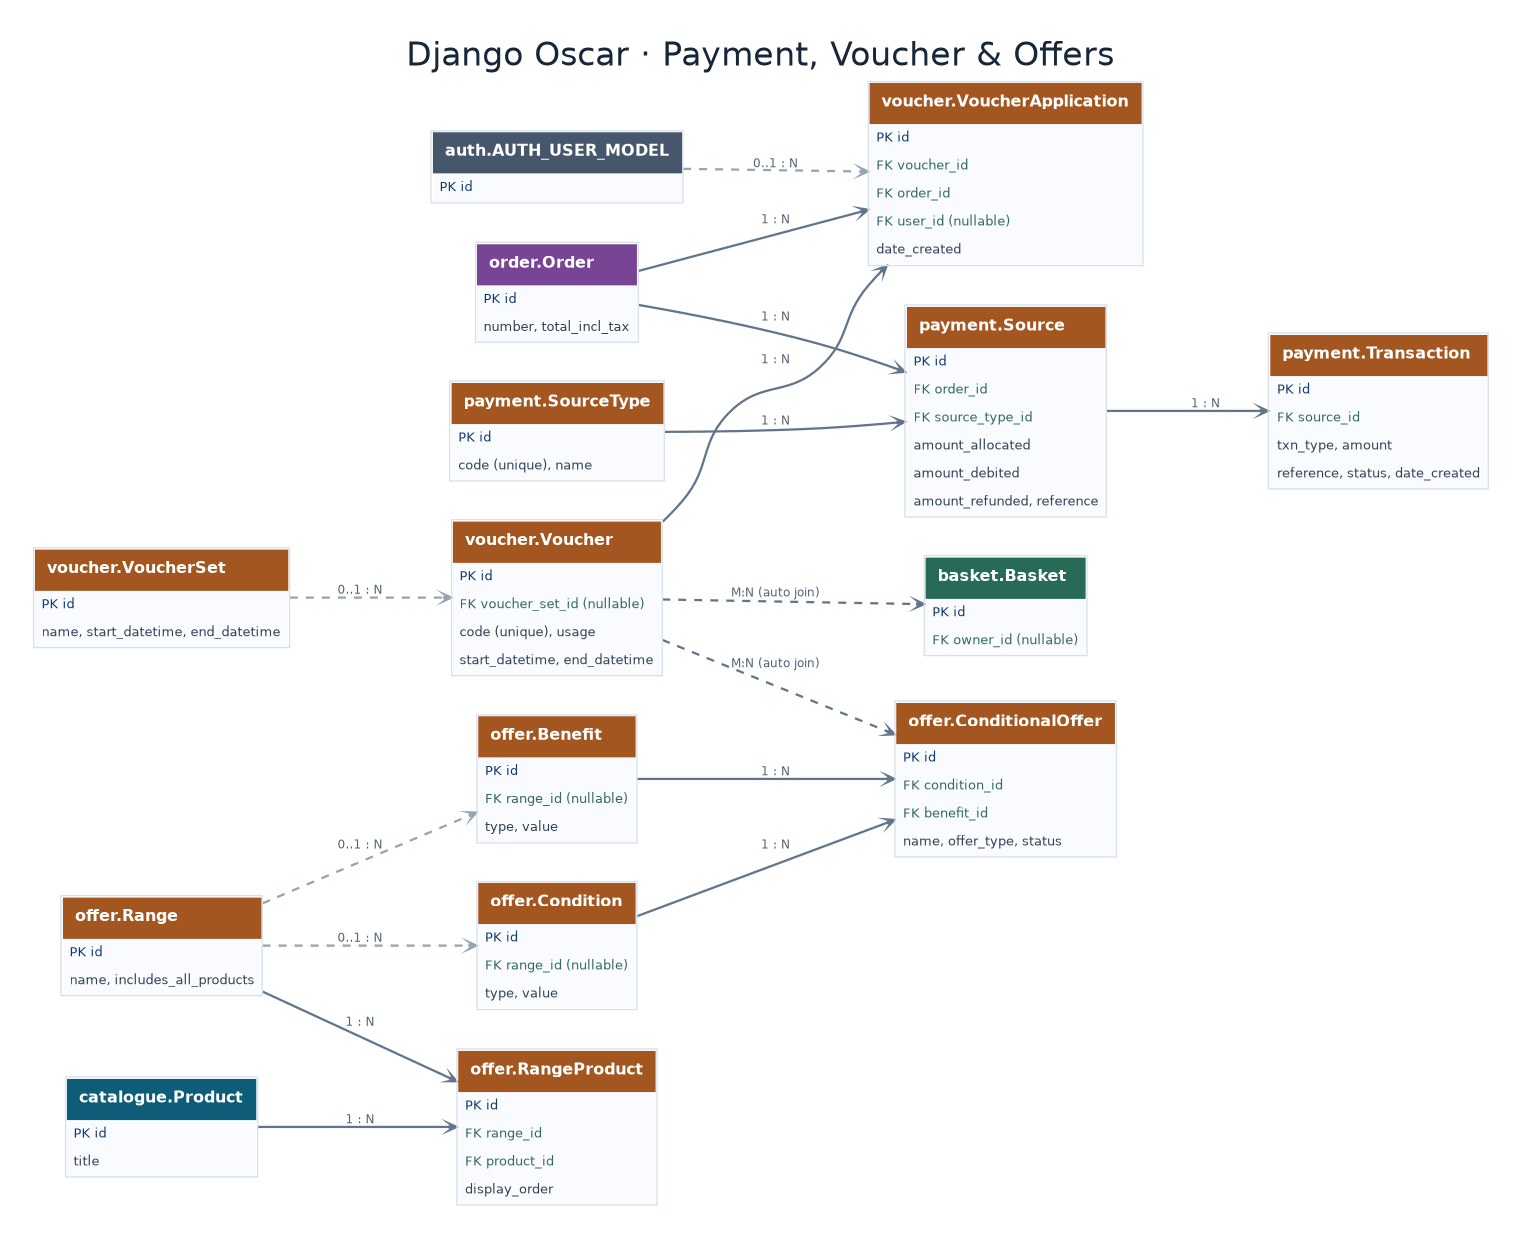 Django Oscar · Payment, Voucher & Offers
voucher.VoucherApplication
PK id
FK voucher_id
FK order_id
FK user_id (nullable)
date_created
auth.AUTH_USER_MODEL
PK id
0..1 : N
order.Order
PK id
number, total_incl_tax
1 : N
1 : N
1 : N
payment.Source
PK id
FK order_id
FK source_type_id
amount_allocated
amount_debited
amount_refunded, reference
payment.Transaction
PK id
FK source_id
txn_type, amount
reference, status, date_created
1 : N
payment.SourceType
PK id
code (unique), name
1 : N
voucher.Voucher
PK id
FK voucher_set_id (nullable)
code (unique), usage
start_datetime, end_datetime
voucher.VoucherSet
PK id
name, start_datetime, end_datetime
0..1 : N
M:N (auto join)
M:N (auto join)
basket.Basket
PK id
FK owner_id (nullable)
offer.Benefit
PK id
FK range_id (nullable)
type, value
1 : N
offer.ConditionalOffer
PK id
FK condition_id
FK benefit_id
name, offer_type, status
0..1 : N
1 : N
offer.Condition
PK id
FK range_id (nullable)
type, value
offer.Range
PK id
name, includes_all_products
0..1 : N
1 : N
offer.RangeProduct
PK id
FK range_id
FK product_id
display_order
catalogue.Product
PK id
title
1 : N